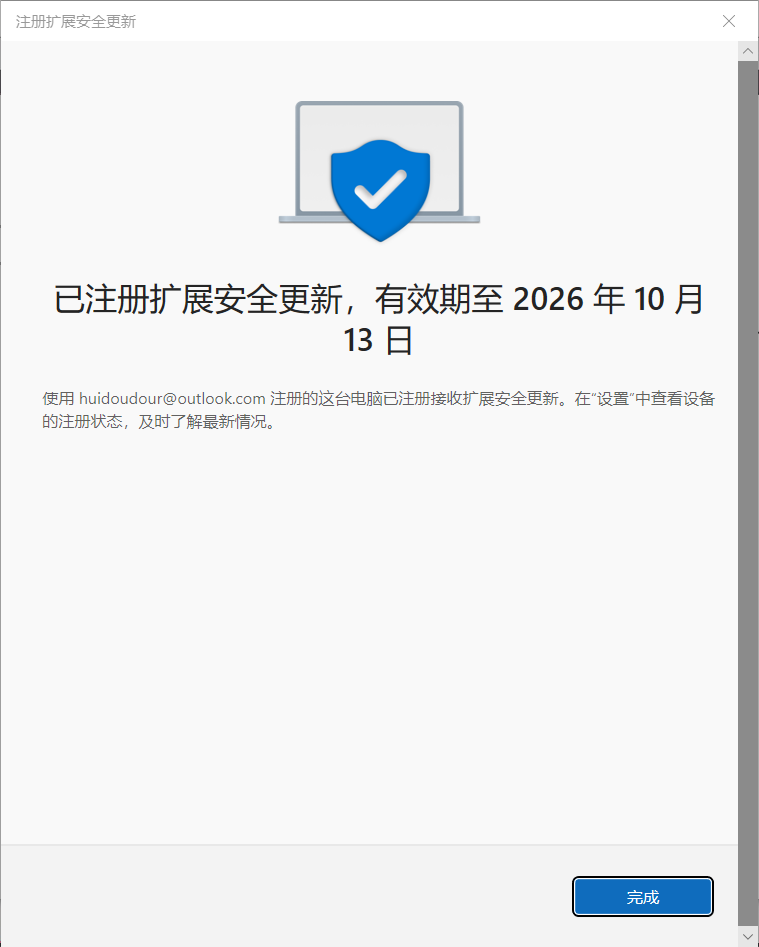 注册扩展安全更新
已注册扩展安全更新，有效期至 2026 年 10 月
13 日
使用 huidoudour@outlook.com 注册的这台电脑已注册接收扩展安全更新。在“设置”中查看设备
的注册状态，及时了解最新情况。
完成